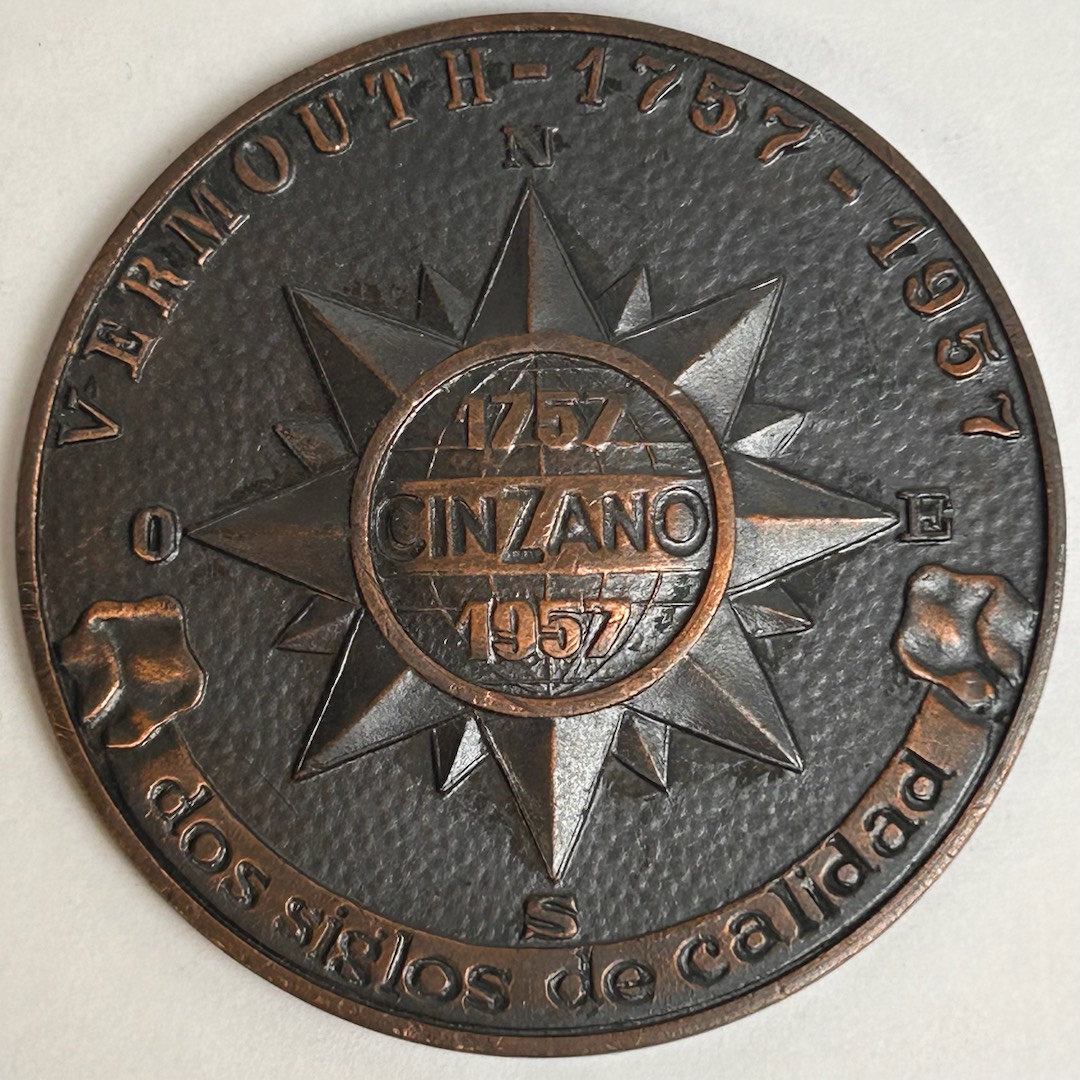 VERMOUTH-1757-1957
N
1757
CINZANO
O
E
1957
S
dos siglos de calidad